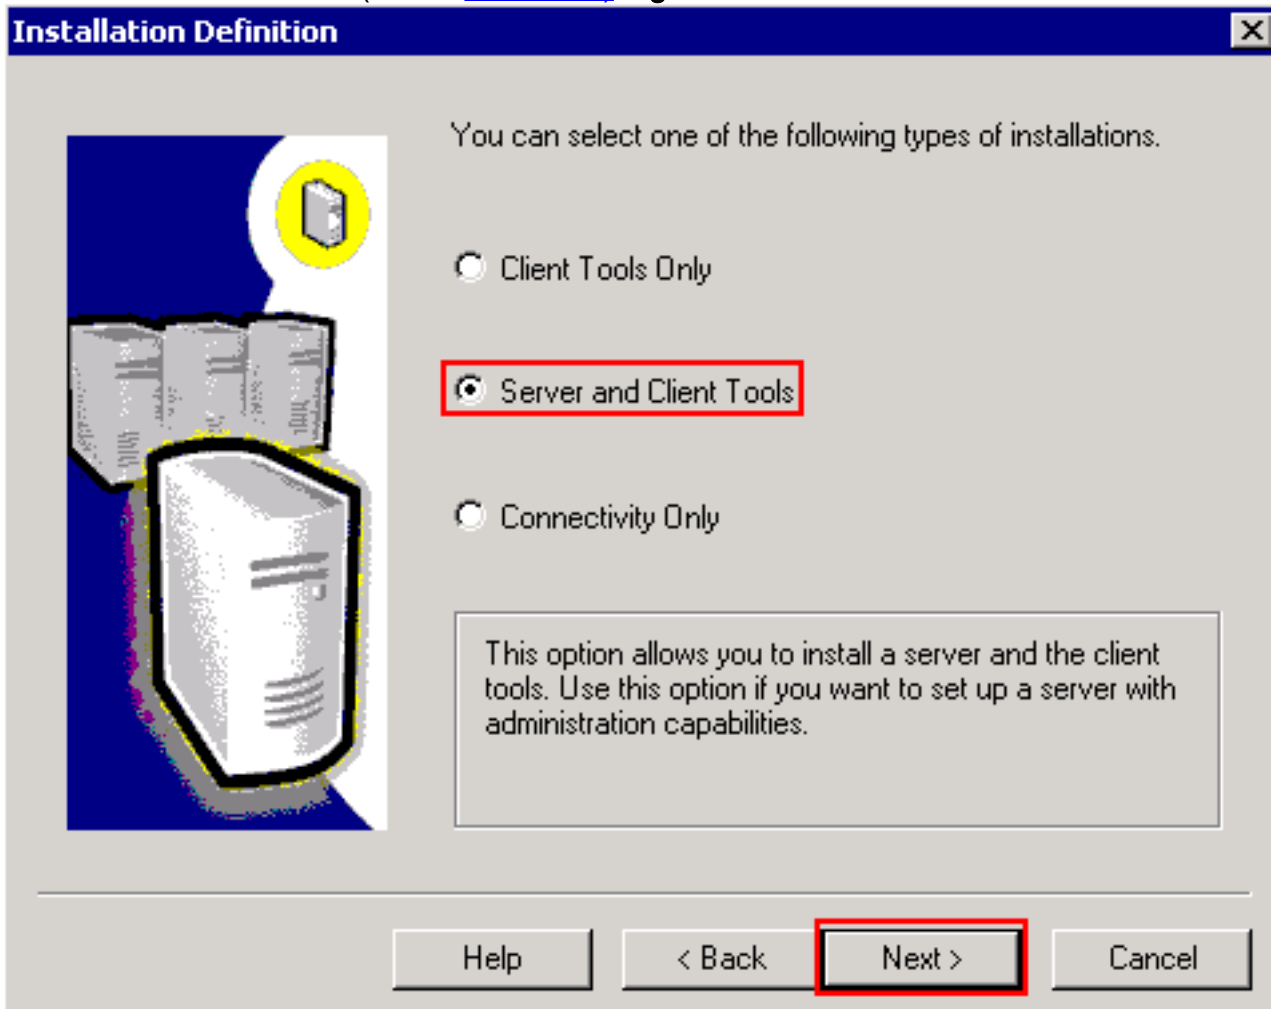 Installation Definition
You can select one of the following types of installations.
Client Tools Only
Server and Client Tools
Connectivity Only
This option allows you to install a server and the client
tools. Use this option if you want to set up a server with
administration capabilities.
Help
< Back
Next >
Cancel